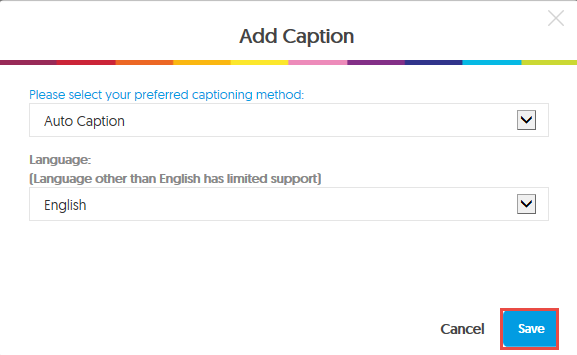 Add Caption
Please select your preferred captioning method:
Auto Caption
Language:
(Language other than English has limited support)
English
Cancel
Save